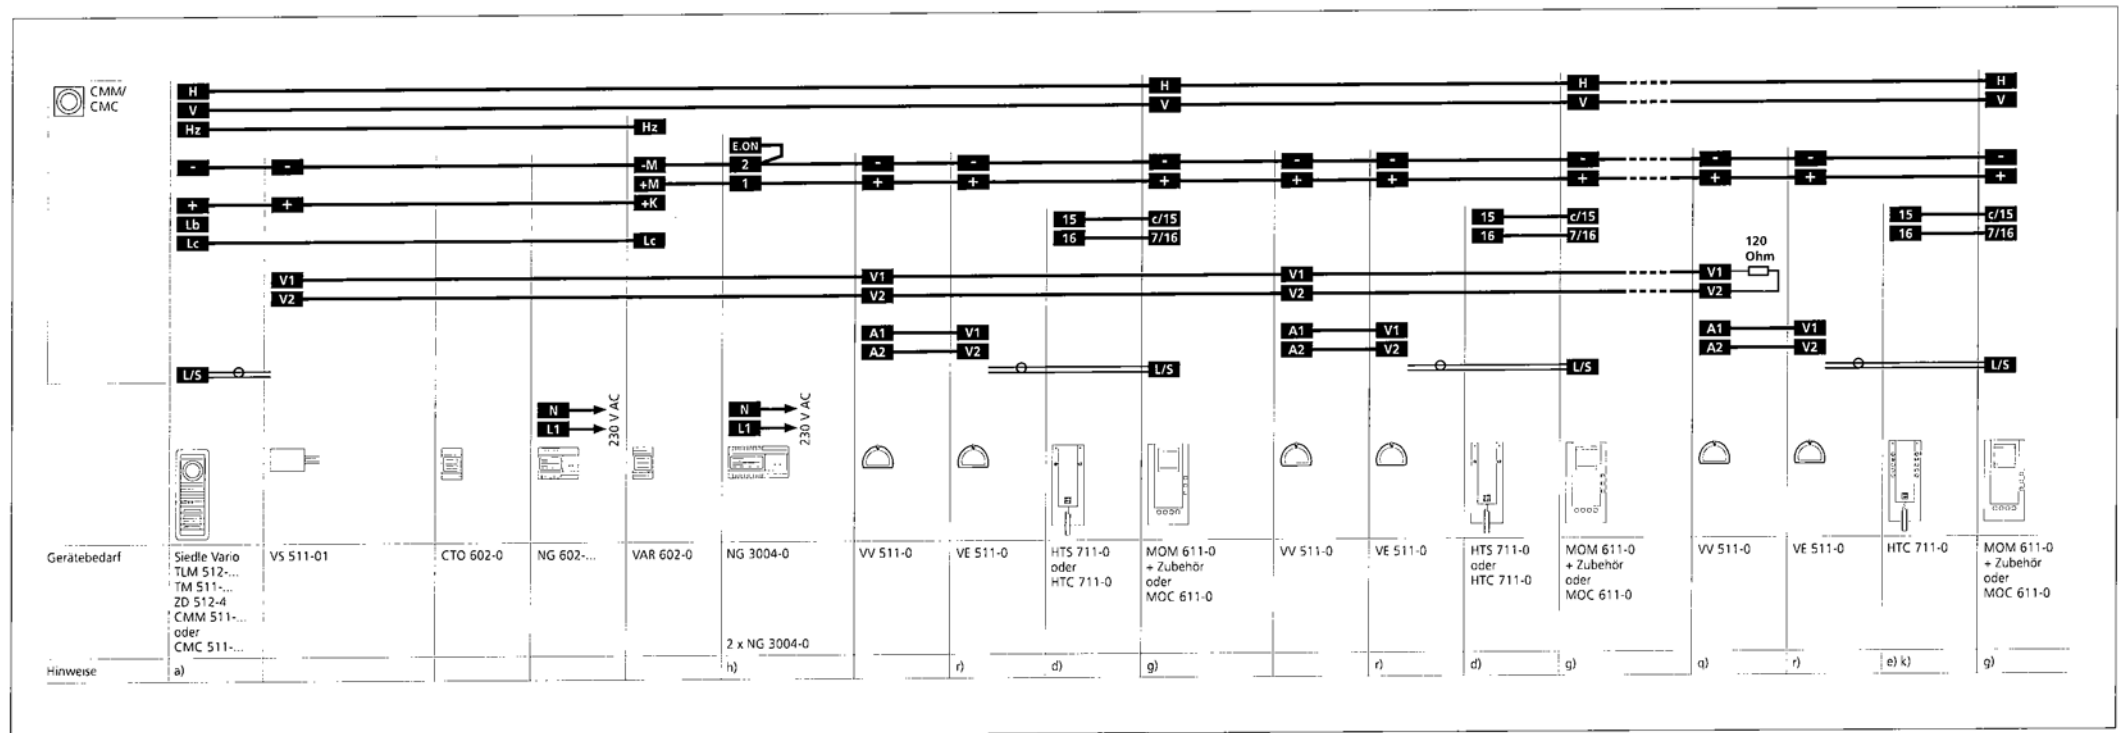 CMM/
CMC
H H H H
V V V V
Hz Hz
E.ON
- - -M 2 - - - - - - - - -
+M 1 + + + + + + + + +
+ + +K
15 c/15 15 c/15 15 c/15
Lb
16 7/16 16 7/16 16 7/16
Lc Lc
120
Ohm
V1 V1 V1 V1
V2 V2 V2 V2
A1 V1 A1 V1 A1 V1
A2 V2 A2 V2 A2 V2
L/S L/S L/S L/S
N N
L1 L1
230 V AC
230 V AC
Gerätebedarf
Siedle Vario
TLM 512-...
TM 511-...
ZD 512-4
CMM 511-...
oder
CMC 511-...
VS 511-01
CTO 602-0
NG 602-...
VAR 602-0
NG 3004-0
2 x NG 3004-0
VV 511-0
VE 511-0
HTS 711-0
oder
HTC 711-0
MOM 611-0
+ Zubehör
oder
MOC 611-0
VV 511-0
VE 511-0
HTS 711-0
oder
HTC 711-0
MOM 611-0
+ Zubehör
oder
MOC 611-0
VV 511-0
VE 511-0
HTC 711-0
MOM 611-0
+ Zubehör
oder
MOC 611-0
Hinweise
a) h) r) d) g) r) d) g) q) r) e) k) g)